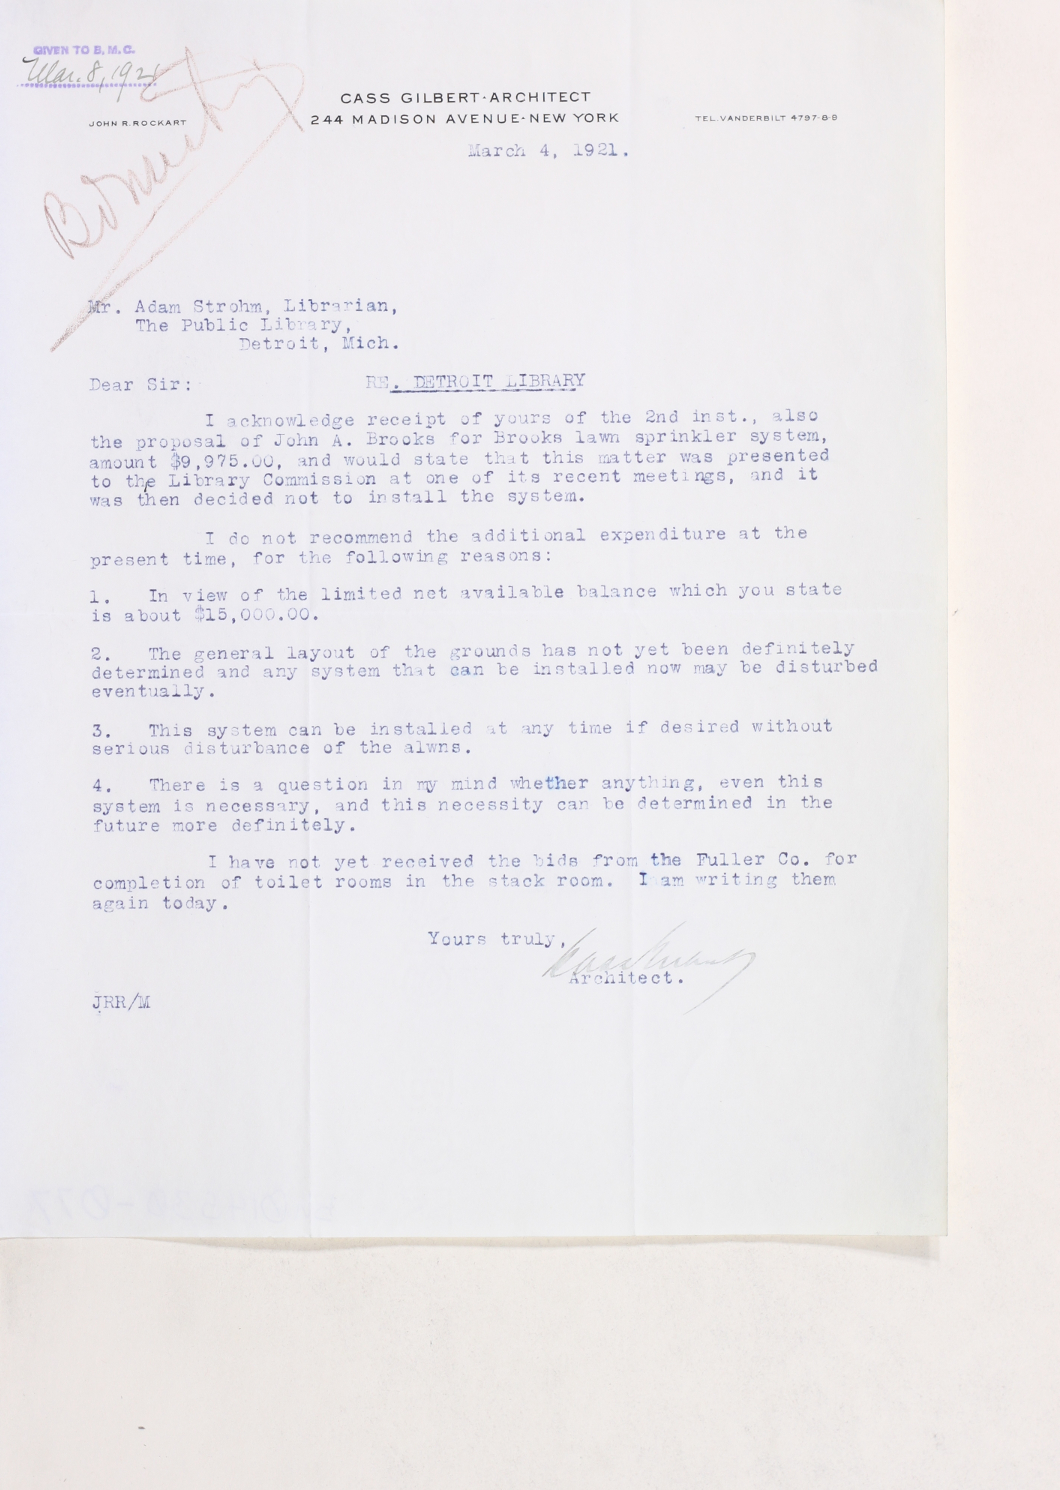 GIVEN TO B. M. C.
Mar. 8, 1921
CASS GILBERT·ARCHITECT
JOHN R. ROCKART
244 MADISON AVENUE·NEW YORK
TEL. VANDERBILT 4797-8-9
March 4, 1921.
Mr. Adam Strohm, Librarian,
The Public Library,
Detroit, Mich.
Dear Sir:
RE. DETROIT LIBRARY
I acknowledge receipt of yours of the 2nd inst., also
the proposal of John A. Brooks for Brooks lawn sprinkler system,
amount $9,975.00, and would state that this matter was presented
to the Library Commission at one of its recent meetings, and it
was then decided not to install the system.
I do not recommend the additional expenditure at the
present time, for the following reasons:
1. In view of the limited net available balance which you state
is about $15,000.00.
2. The general layout of the grounds has not yet been definitely
determined and any system that can be installed now may be disturbed
eventually.
3. This system can be installed at any time if desired without
serious disturbance of the alwns.
4. There is a question in my mind whether anything, even this
system is necessary, and this necessity can be determined in the
future more definitely.
I have not yet received the bids from the Fuller Co. for
completion of toilet rooms in the stack room. I am writing them
again today.
Yours truly,
Cass Gilbert
Architect.
JRR/M